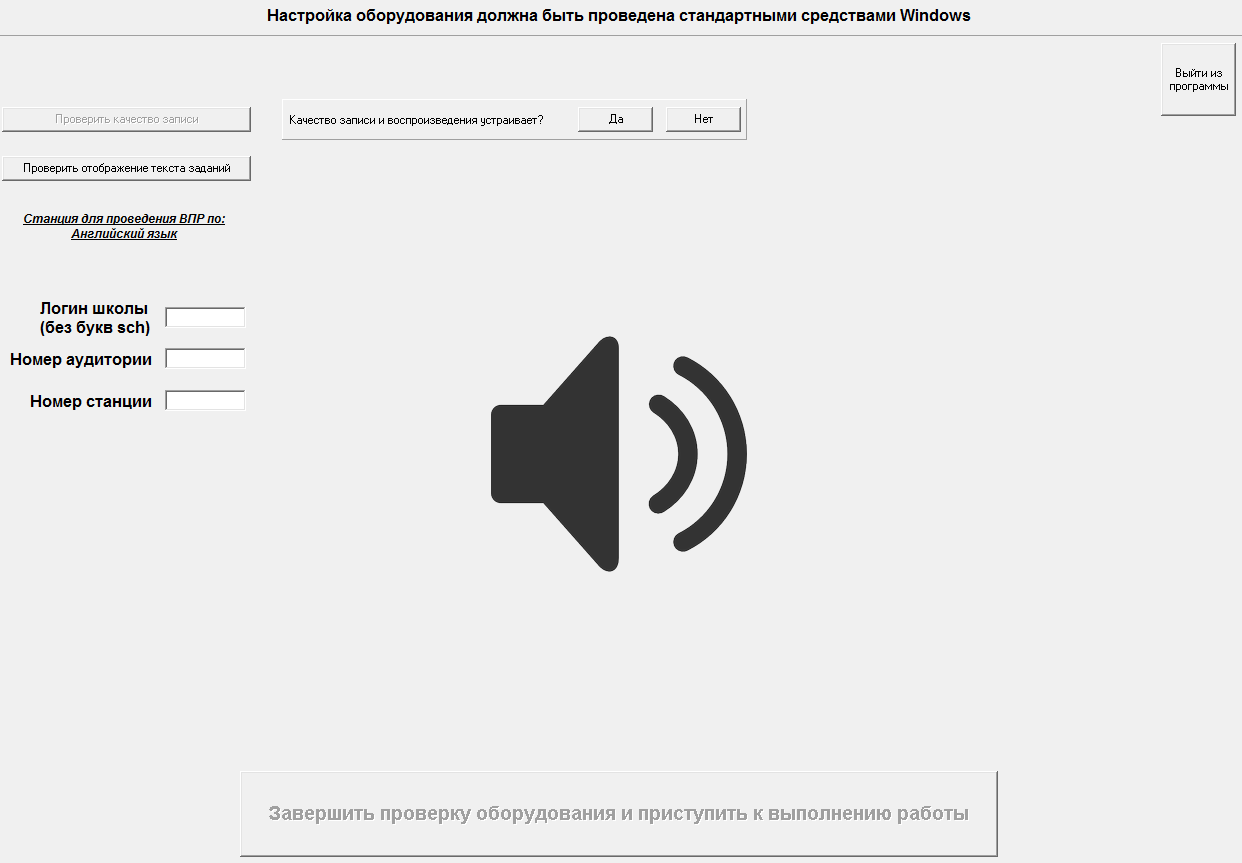 Настройка оборудования должна быть проведена стандартными средствами Windows
Выйти из
программы
Проверить качество записи
Качество записи и воспроизведения устраивает?
Да
Нет
Проверить отображение текста заданий
Станция для проведения ВПР по:
Английский язык
Логин школы
(без букв sch)
Номер аудитории
Номер станции
Завершить проверку оборудования и приступить к выполнению работы